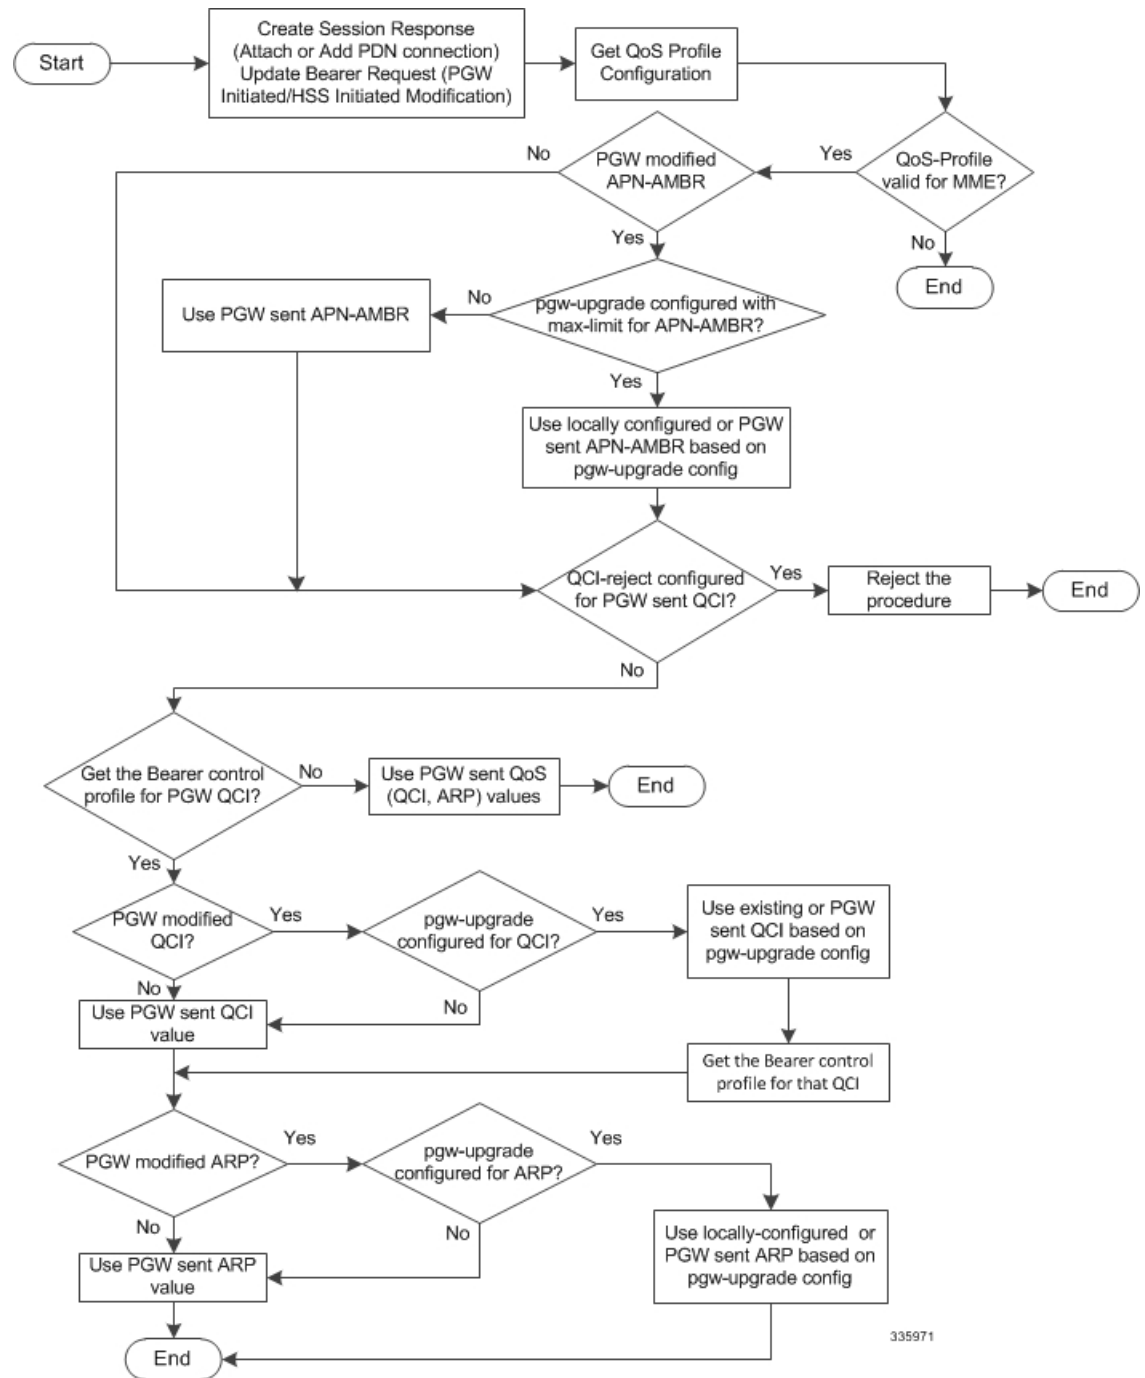 Start
Create Session Response
(Attach or Add PDN connection)
Update Bearer Request (PGW
Initiated/HSS Initiated Modification)
Get QoS Profile
Configuration
QoS-Profile
valid for MME?
Yes
No
End
PGW modified
APN-AMBR
No
Yes
pgw-upgrade configured with
max-limit for APN-AMBR?
No
Use PGW sent APN-AMBR
Yes
Use locally configured or PGW
sent APN-AMBR based on
pgw-upgrade config
QCI-reject configured
for PGW sent QCI?
Yes
Reject the
procedure
End
No
Get the Bearer control
profile for PGW QCI?
No
Use PGW sent QoS
(QCI, ARP) values
End
Yes
PGW modified
QCI?
Yes
pgw-upgrade
configured for QCI?
Yes
Use existing or PGW
sent QCI based on
pgw-upgrade config
No
Use PGW sent QCI
value
No
Get the Bearer control
profile for that QCI
PGW modified ARP?
Yes
pgw-upgrade
configured for ARP?
Yes
No
Use PGW sent ARP
value
No
Use locally-configured or
PGW sent ARP based on
pgw-upgrade config
End
335971